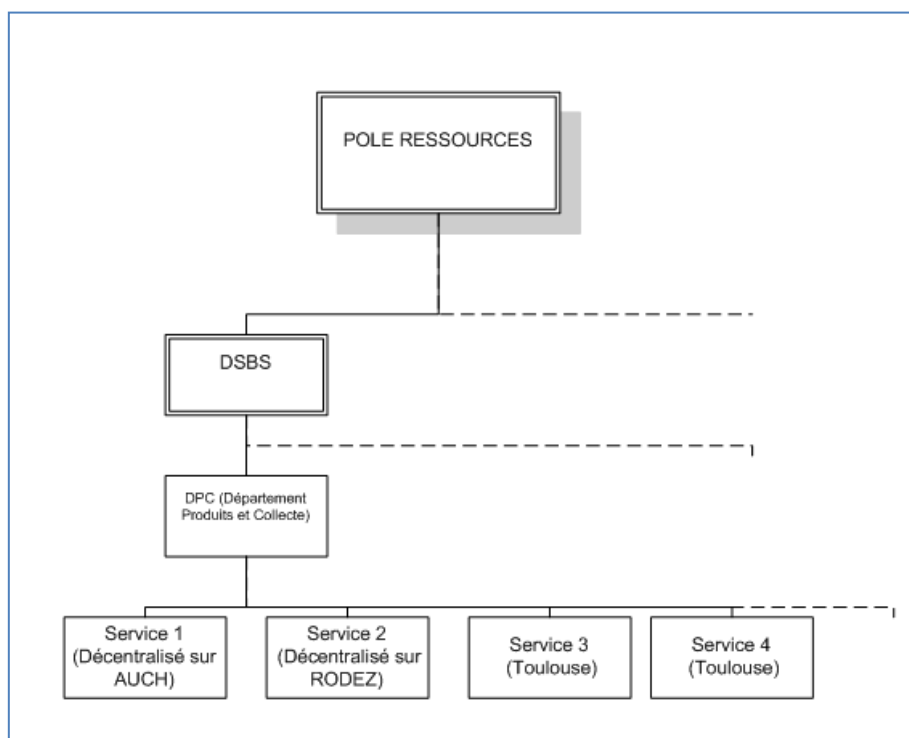 POLE RESSOURCES
DSBS
DPC (Département
Produits et Collecte)
Service 1
(Décentralisé sur
AUCH)
Service 2
(Décentralisé sur
RODEZ)
Service 3
(Toulouse)
Service 4
(Toulouse)